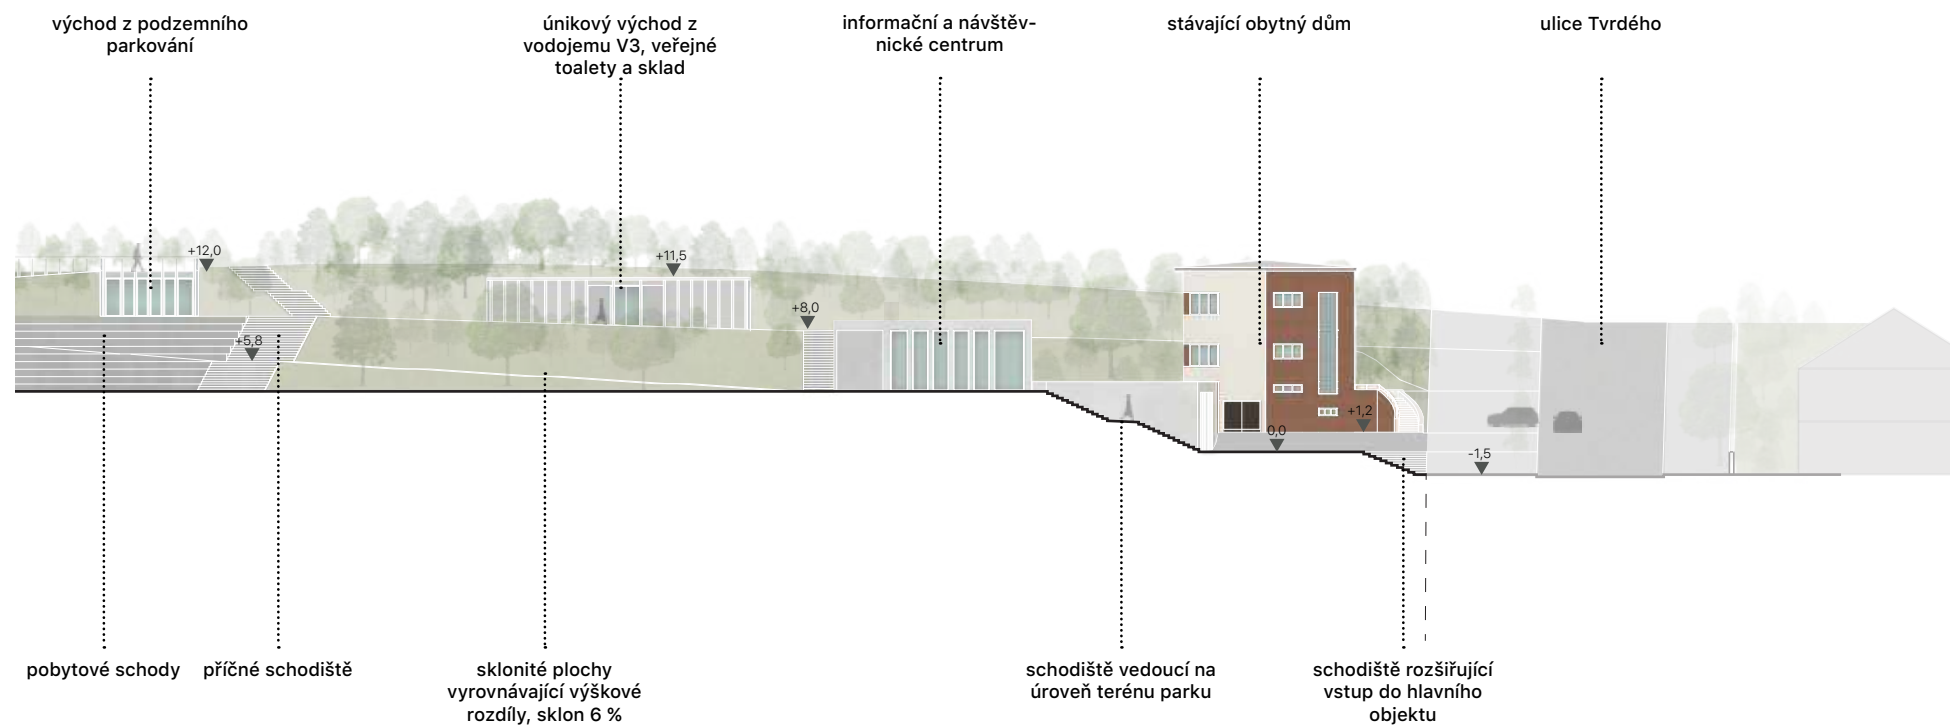 východ z podzemního
parkování
únikový východ z
vodojemu V3, veřejné
toalety a sklad
informační a návštěv-
nické centrum
stávající obytný dům
ulice Tvrdého
+12,0
+11,5
+8,0
+5,8
+1,2
0,0
-1,5
pobytové schody
příčné schodiště
sklonité plochy
vyrovnávající výškové
rozdíly, sklon 6 %
schodiště vedoucí na
úroveň terénu parku
schodiště rozšiřující
vstup do hlavního
objektu